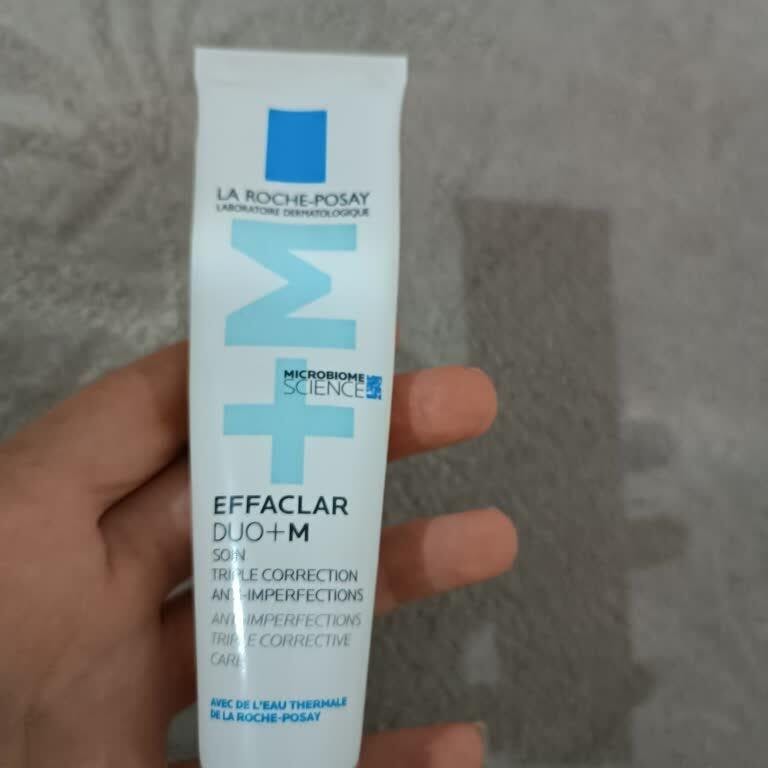 LA ROCHE-POSAY
LABORATOIRE DERMATOLOGIQUE
+M
MICROBIOME
SCIENCE
EFFACLAR
DUO+M
SOIN
TRIPLE CORRECTION
ANTI-IMPERFECTIONS
ANTI-IMPERFECTIONS
TRIPLE CORRECTIVE
CARE
AVEC DE L'EAU THERMALE
DE LA ROCHE-POSAY